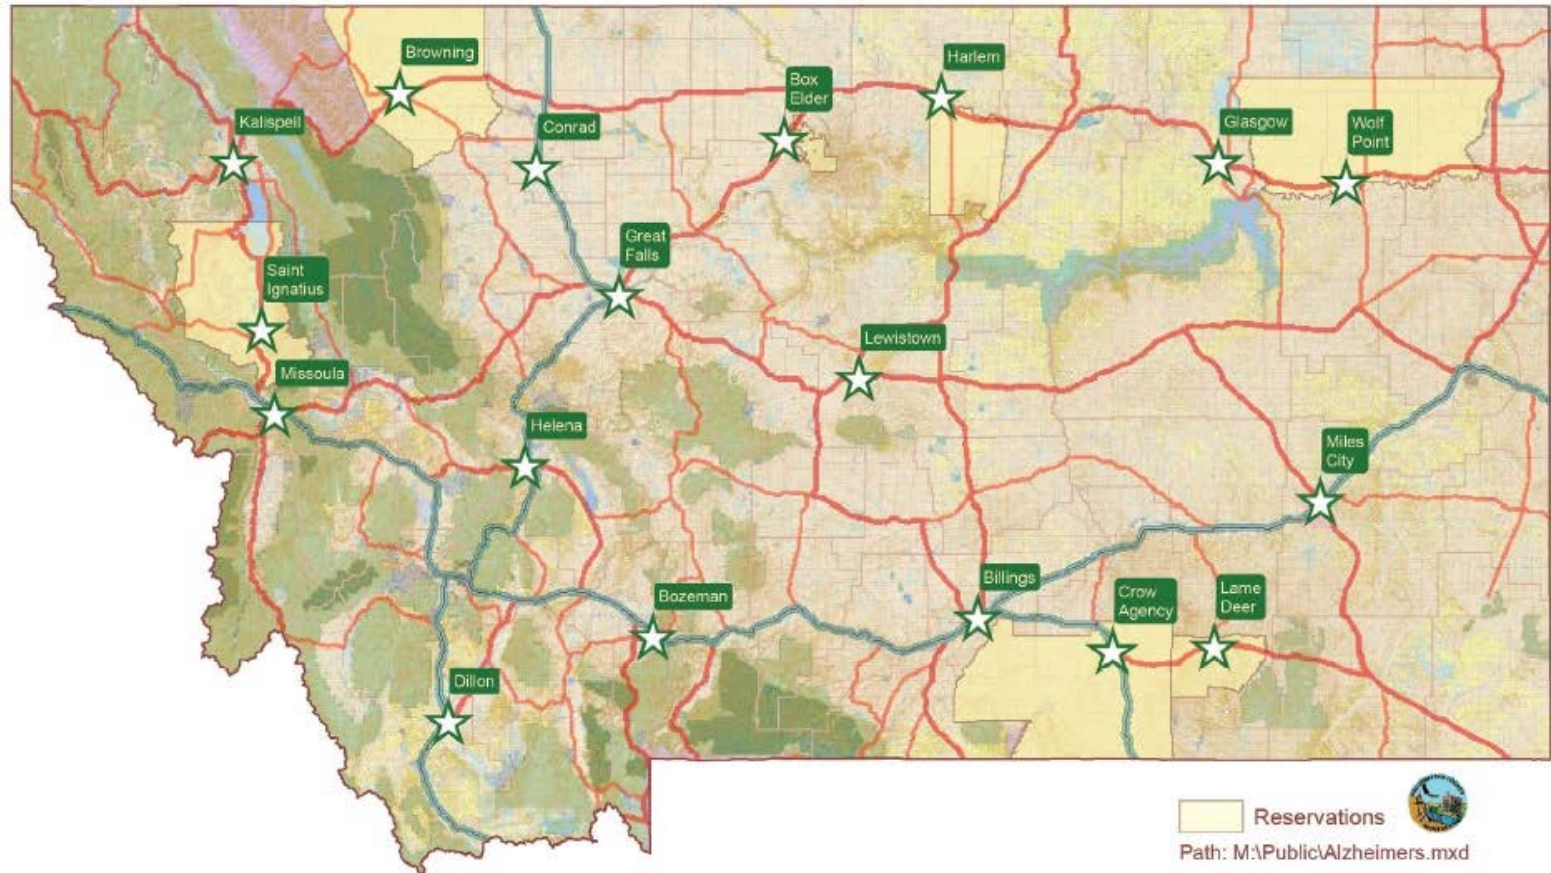 Browning
Harlem
Box
Elder
Kalispell
Conrad
Glasgow
Wolf
Point
Great
Falls
Saint
Ignatius
Lewistown
Missoula
Helena
Miles
City
Billings
Bozeman
Crow
Agency
Lame
Deer
Dillon
Reservations
Path: M:\Public\Alzheimers.mxd